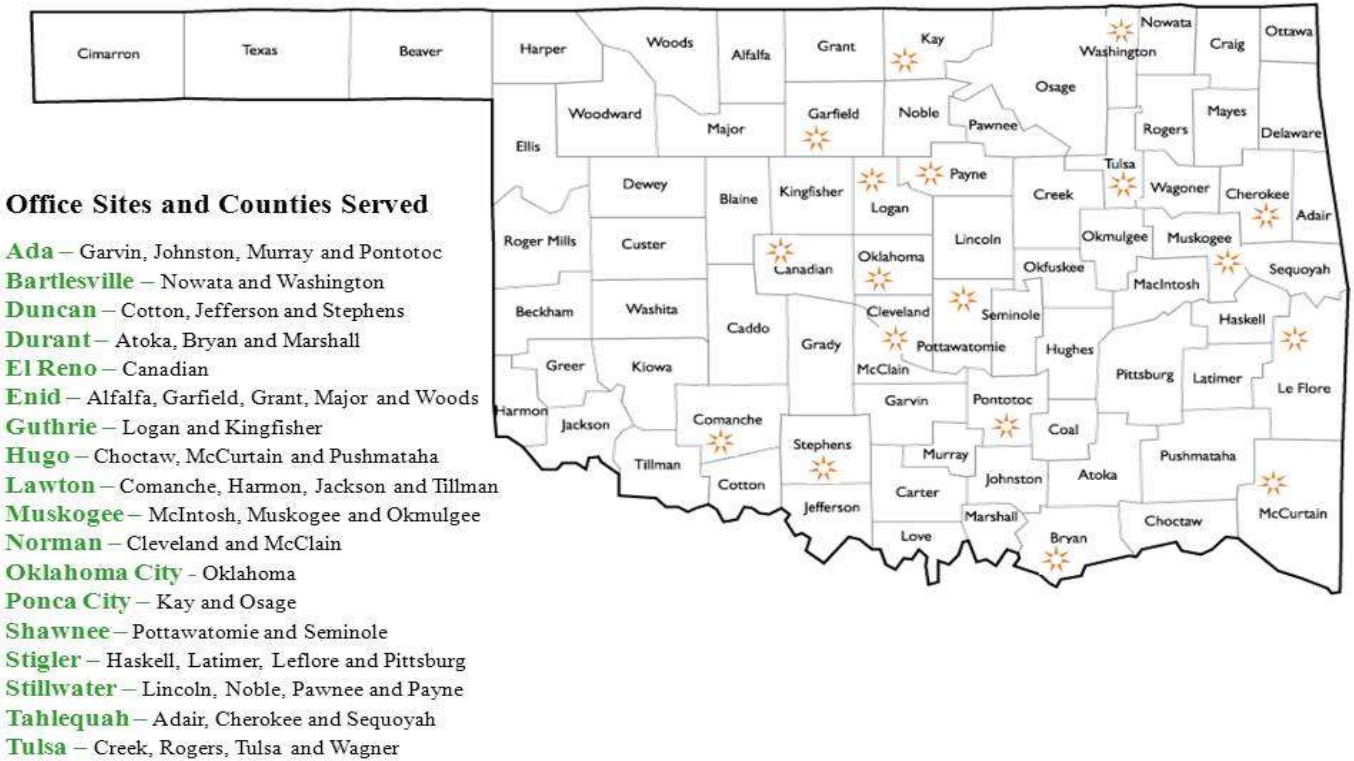 Cimarron
Texas
Beaver
Harper
Woods
Alfalfa
Grant
Kay
Osage
Washington
Nowata
Craig
Ottawa
Woodward
Ellis
Major
Garfield
Noble
Pawnee
Rogers
Mayes
Delaware
Dewey
Blaine
Kingfisher
Logan
Payne
Creek
Tulsa
Wagoner
Cherokee
Adair
Roger Mills
Custer
Canadian
Oklahoma
Lincoln
Okfuskee
Okmulgee
Muskogee
Sequoyah
MacIntosh
Beckham
Washita
Caddo
Grady
Cleveland
McClain
Pottawatomie
Seminole
Hughes
Haskell
Pittsburg
Latimer
Le Flore
Greer
Kiowa
Harmon
Jackson
Comanche
Stephens
Garvin
Pontotoc
Coal
Tillman
Cotton
Murray
Johnston
Atoka
Pushmataha
Jefferson
Carter
Love
Marshall
Bryan
Choctaw
McCurtain
Office Sites and Counties Served
Ada – Garvin, Johnston, Murray and Pontotoc
Bartlesville – Nowata and Washington
Duncan – Cotton, Jefferson and Stephens
Durant – Atoka, Bryan and Marshall
El Reno – Canadian
Enid – Alfalfa, Garfield, Grant, Major and Woods
Guthrie – Logan and Kingfisher
Hugo – Choctaw, McCurtain and Pushmataha
Lawton – Comanche, Harmon, Jackson and Tillman
Muskogee – McIntosh, Muskogee and Okmulgee
Norman – Cleveland and McClain
Oklahoma City - Oklahoma
Ponca City – Kay and Osage
Shawnee – Pottawatomie and Seminole
Stigler – Haskell, Latimer, Leflore and Pittsburg
Stillwater – Lincoln, Noble, Pawnee and Payne
Tahlequah – Adair, Cherokee and Sequoyah
Tulsa – Creek, Rogers, Tulsa and Wagner